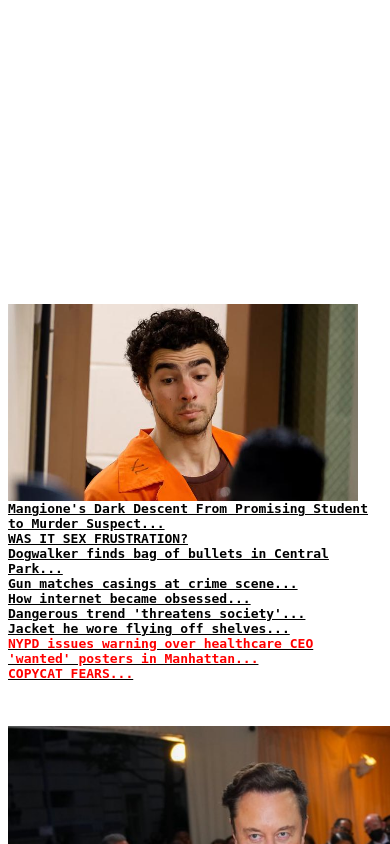 Mangione's Dark Descent From Promising Student
to Murder Suspect...
WAS IT SEX FRUSTRATION?
Dogwalker finds bag of bullets in Central
Park...
Gun matches casings at crime scene...
How internet became obsessed...
Dangerous trend 'threatens society'...
Jacket he wore flying off shelves...
NYPD issues warning over healthcare CEO
'wanted' posters in Manhattan...
COPYCAT FEARS...